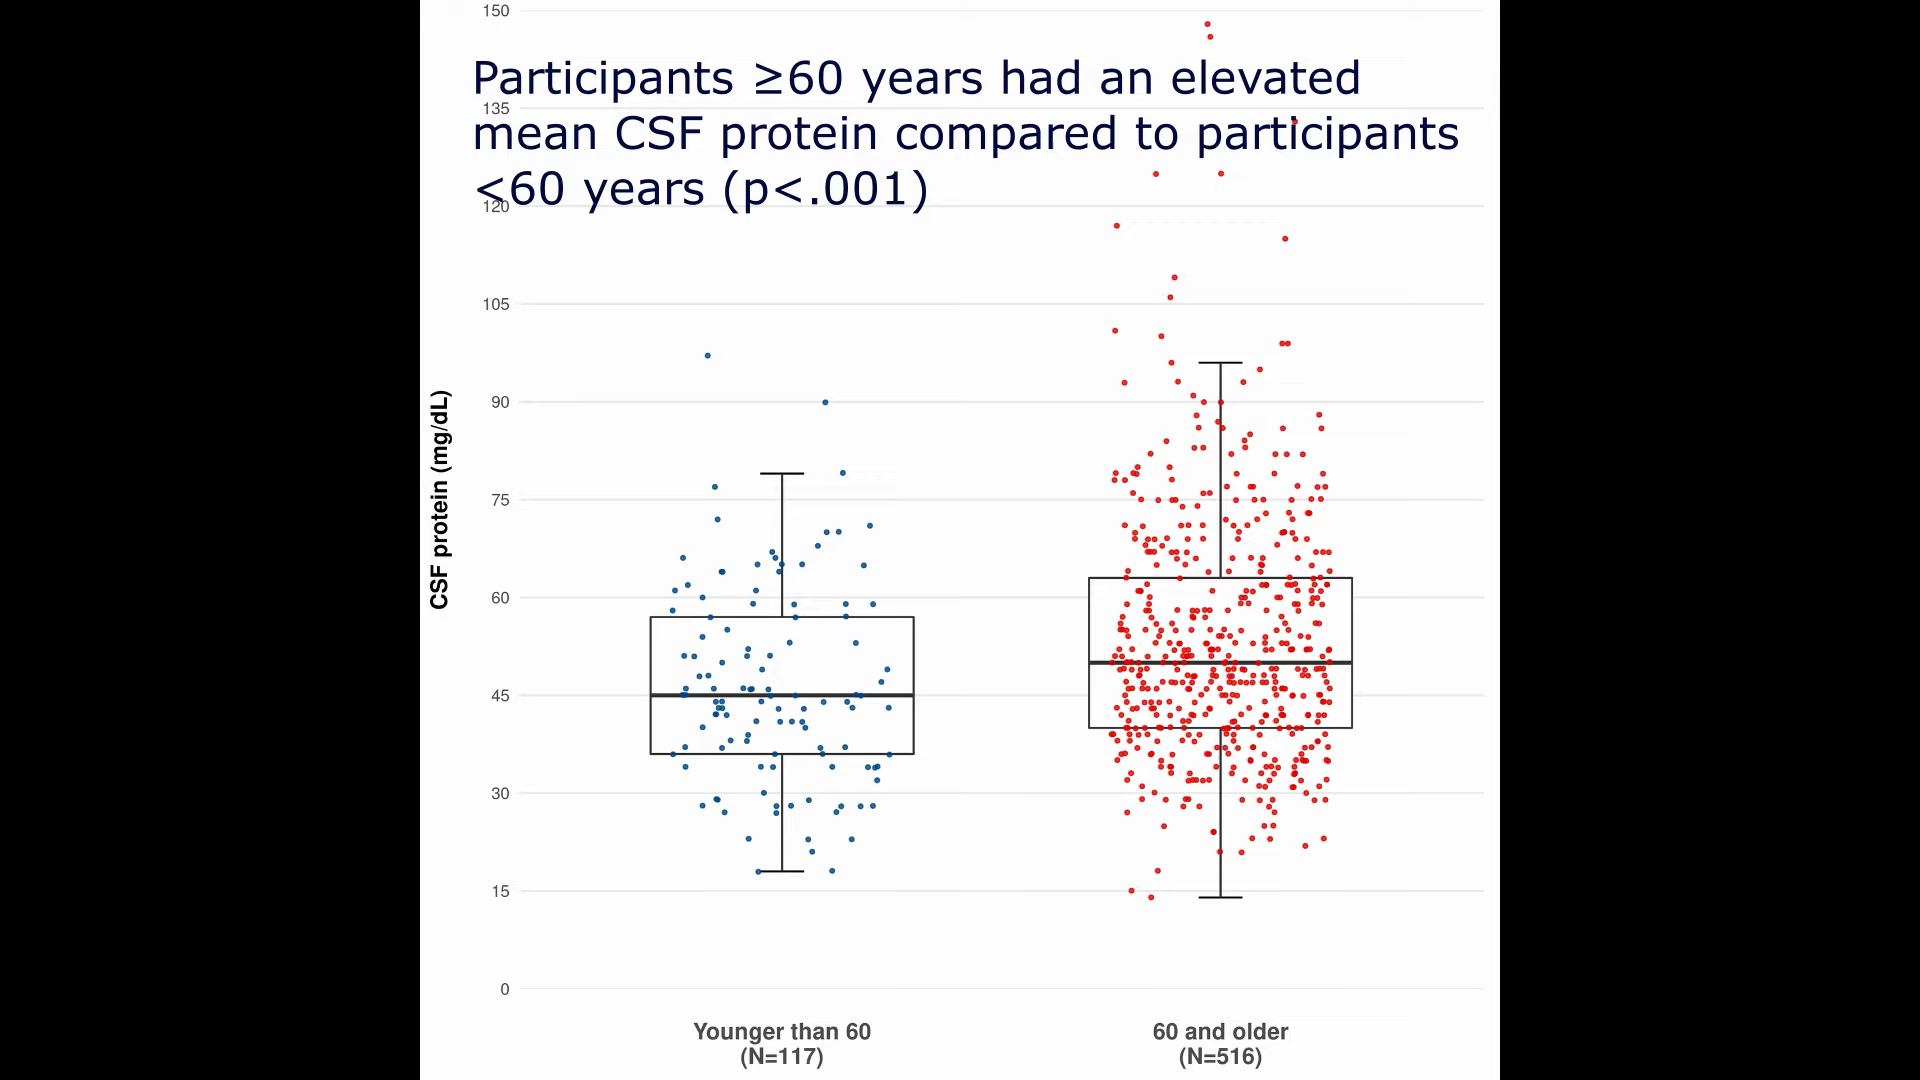 150
Participants ≥60 years had an elevated
135
mean CSF protein compared to participants
<60 years (p<.001)
120
105
90
75
60
45
30
15
0
CSF protein (mg/dL)
Younger than 60
(N=117)
60 and older
(N=516)